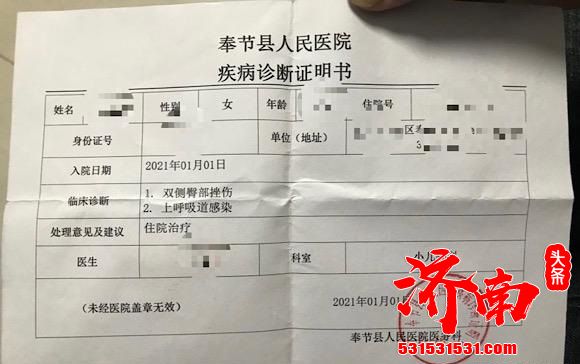 奉节县人民医院
疾病诊断证明书
姓名 性别 女 年龄 住院号
身份证号 单位（地址） 区
入院日期 2021年01月01日
临床诊断 1. 双侧臀部挫伤
2. 上呼吸道感染
处理意见及建议 住院治疗
医生 科室 小儿
（未经医院盖章无效） 2021年01月01
奉节县人民医院医务科
济南
头条
531531531.com